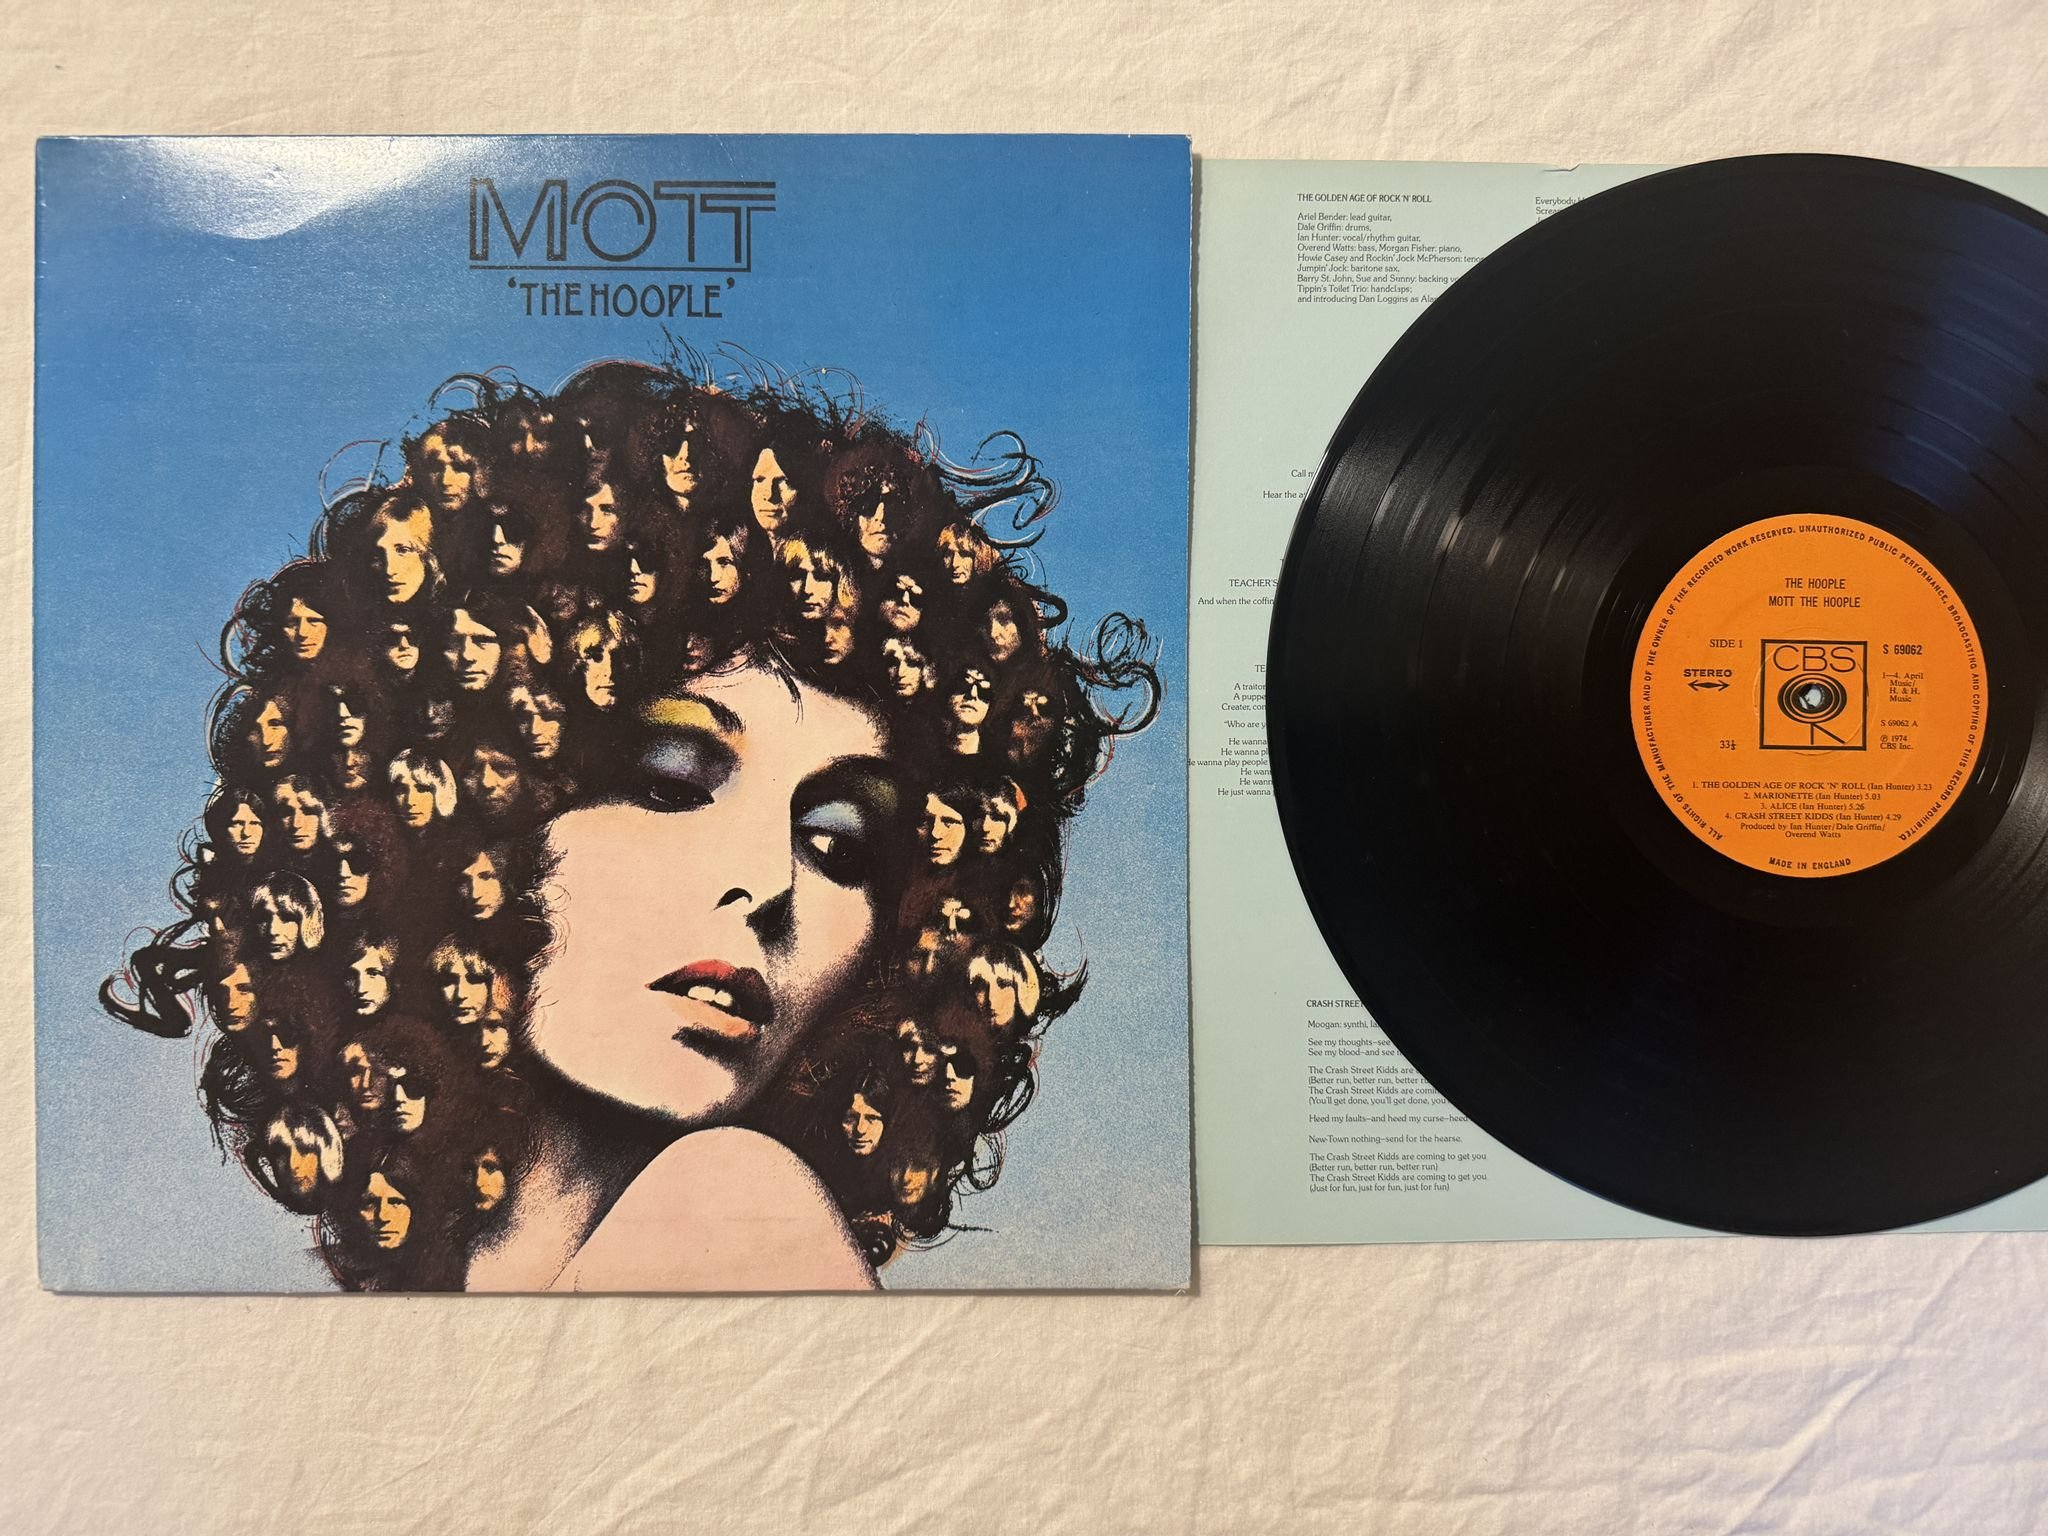 MOTT
‘THE HOOPLE’
THE GOLDEN AGE OF ROCK 'N' ROLL
Ariel Bender: lead guitar,
Dale Griffin: drums,
Ian Hunter: vocal/rhythm guitar,
Overend Watts: bass, Morgan Fisher: piano,
Howie Casey and Rockin' Jock McPherson: tenor
Jumpin' Jock: baritone sax,
Barry St. John, Sue and Sunny: backing
Tippin's Toilet Trio: handclaps;
and introducing Dan Loggins as
Everybody
Call
Hear the
TEACHER'S
And when the coffin
A traitor
A puppe
Creater,
"Who are
He wanna
He wanna
He wanna play people
He
He wann
He just wanna
CRASH STREET
Moogan: synthi,
See my thoughts–see
See my blood–and see
The Crash Street Kidds are
(Better run, better run, better
The Crash Street Kidds are
(You'll get done, you'll get done, you
Heed my faults–and heed my curse–heed
New-Town nothing–send for the hearse.
The Crash Street Kidds are coming to get you
(Better run, better run, better run)
The Crash Street Kidds are coming to get you
(Just for fun, just for fun, just for fun)
ALL RIGHTS OF THE MANUFACTURER AND OF THE OWNER OF THE RECORDED WORK RESERVED. UNAUTHORIZED PUBLIC PERFORMANCE, BROADCASTING AND COPYING OF THIS RECORD PROHIBITED.
THE HOOPLE
MOTT THE HOOPLE
SIDE 1
STEREO
33⅓
CBS
S 69062
1—4. April
Music/
H. & H.
Music
S 69062 A
℗ 1974
CBS Inc.
1. THE GOLDEN AGE OF ROCK 'N' ROLL (Ian Hunter) 3.23
2. MARIONETTE (Ian Hunter) 5.03
3. ALICE (Ian Hunter) 5.26
4. CRASH STREET KIDDS (Ian Hunter) 4.29
Produced by Ian Hunter/Dale Griffin/
Overend Watts
MADE IN ENGLAND